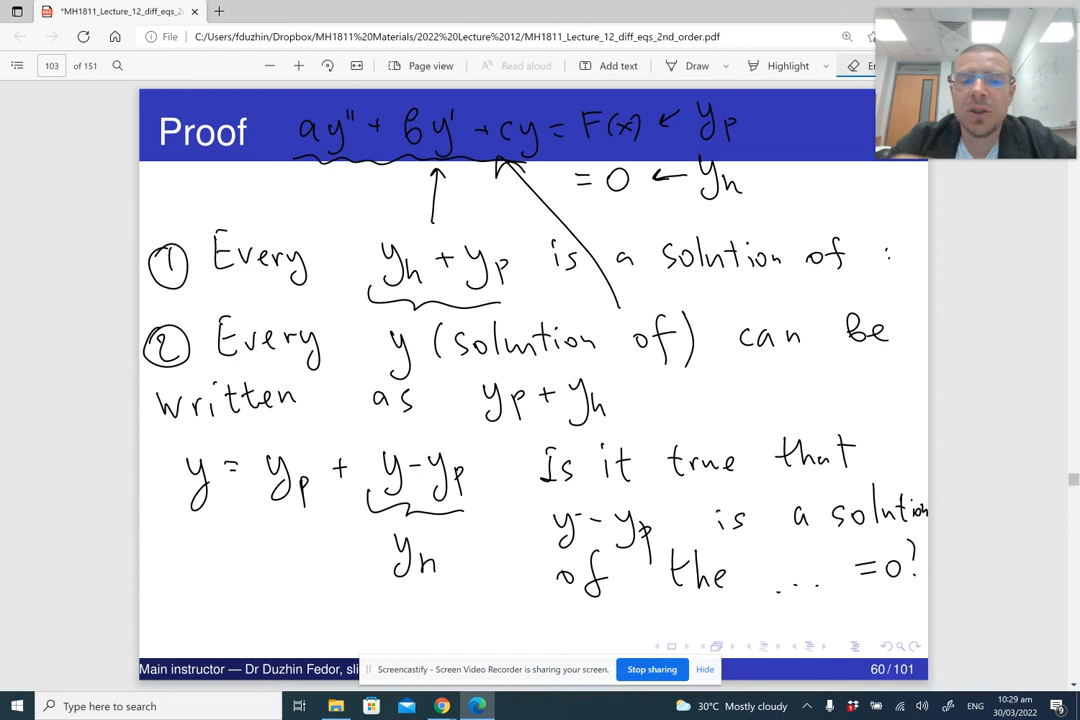 *MH1811_Lecture_12_diff_eqs_2nd
File
C:/Users/fduzhin/Dropbox/MH1811%20Materials/2022%20Lecture%2012/MH1811_Lecture_12_diff_eqs_2nd_order.pdf
103 of 151
Page view
Read aloud
Add text
Draw
Highlight
Proof ay'' + by' + cy = F(x) ← yp
= 0 ← yh
① Every yh + yp is a solution of :
② Every y (solution of) can be
written as yp + yh
y = yp + y - yp Is it true that
y - yp is a solution
yh of the ... = 0?
Main instructor — Dr Duzhin Fedor, sli
60 / 101
Screencastify - Screen Video Recorder is sharing your screen.
Stop sharing
Hide
Type here to search
30°C Mostly cloudy
ENG
10:29 am
30/03/2022
9